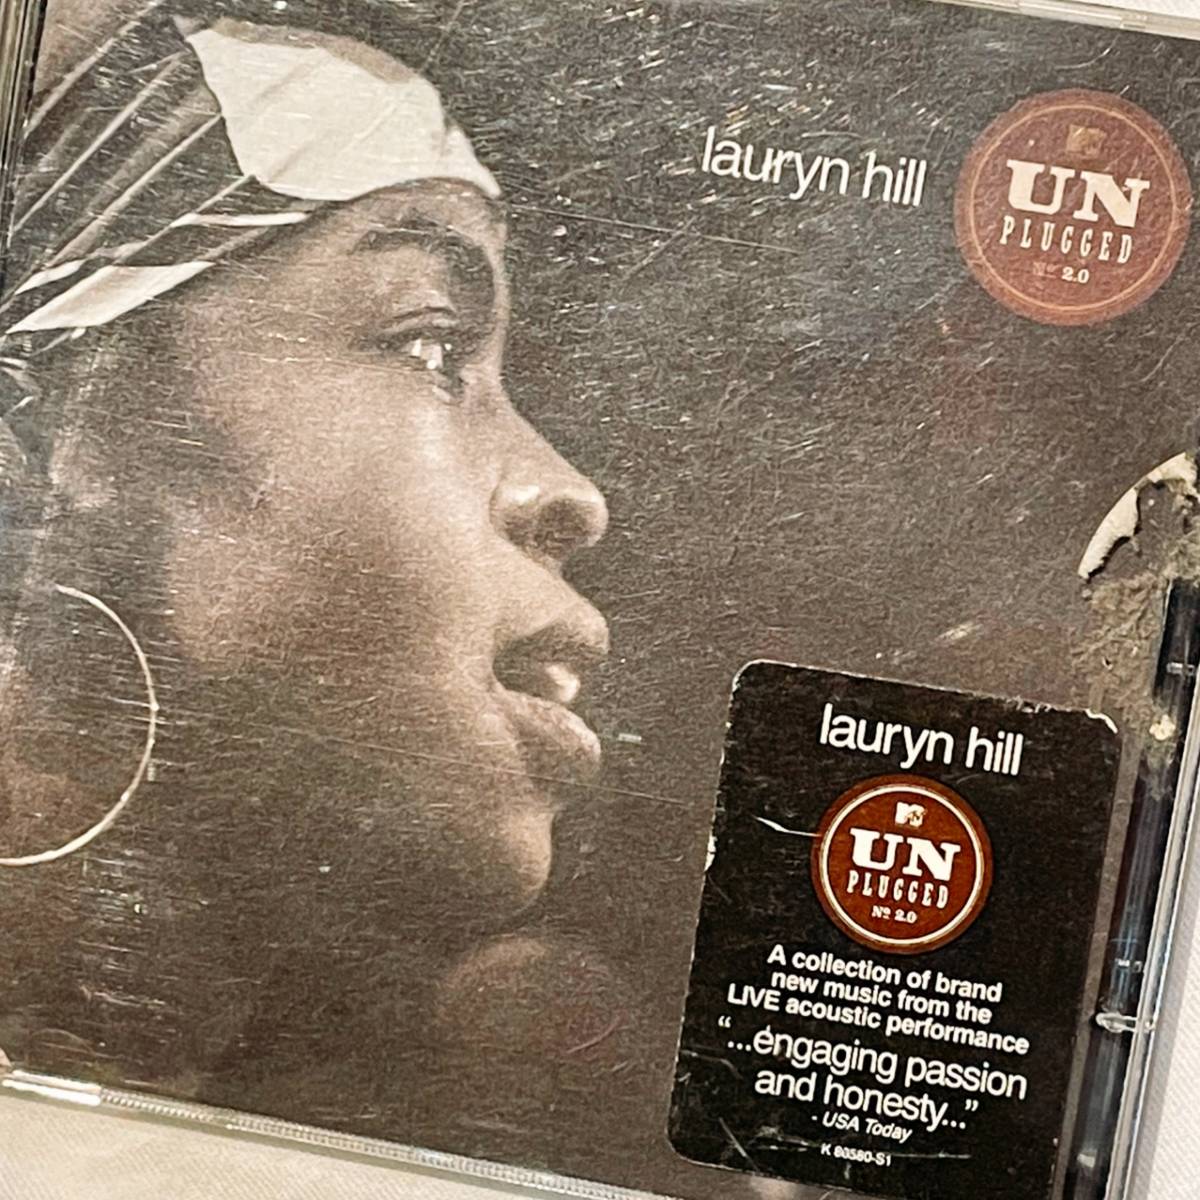 lauryn hill
UN
PLUGGED
Nº 2.0
lauryn hill
UN
PLUGGED
Nº 2.0
A collection of brand
new music from the
LIVE acoustic performance
“...engaging passion
and honesty...”
- USA Today
K 80580-S1